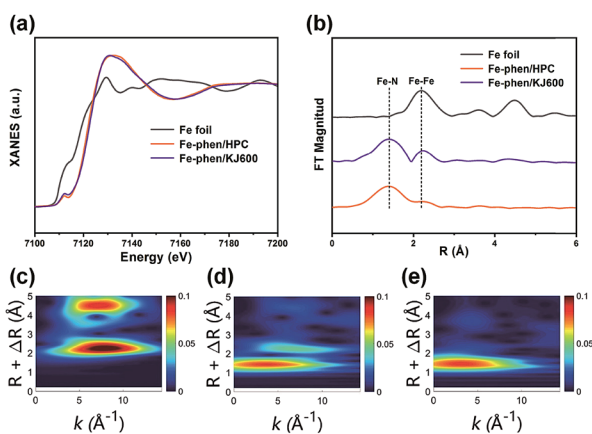 (a)
XANES (a.u.)
Fe foil
Fe-phen/HPC
Fe-phen/KJ600
7100 7120 7140 7160 7180 7200
Energy (eV)
(b)
FT Magnitud
Fe-N Fe-Fe
Fe foil
Fe-phen/HPC
Fe-phen/KJ600
0 2 4 6
R (Å)
(c)
R + ΔR (Å)
5
4
3
2
1
0
0 5 10
k (Å⁻¹)
0.1
0.05
0
(d)
R + ΔR (Å)
5
4
3
2
1
0
0 5 10
k (Å⁻¹)
0.1
0.05
0
(e)
R + ΔR (Å)
5
4
3
2
1
0
0 5 10
k (Å⁻¹)
0.1
0.05
0